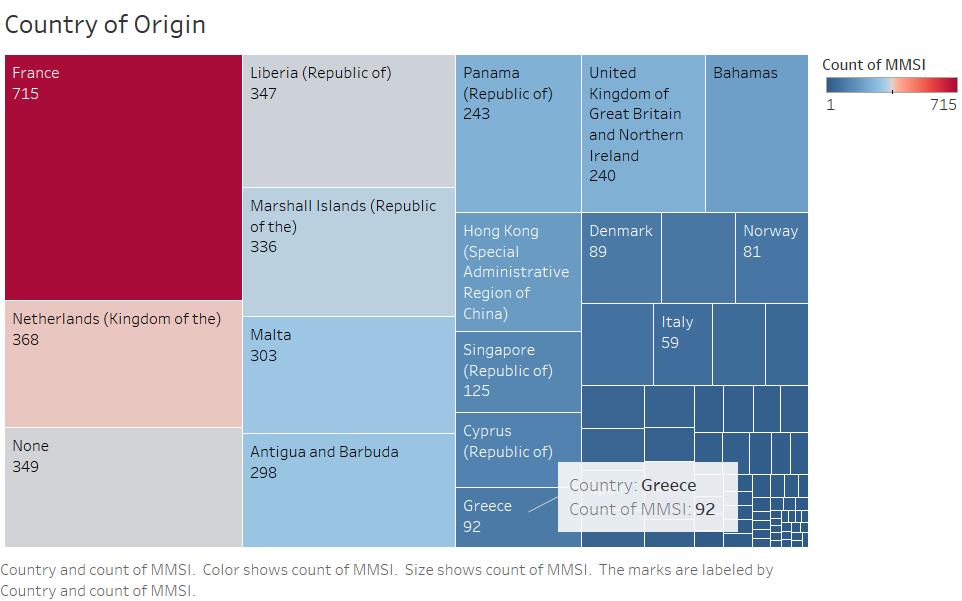 Country of Origin
France
715
Netherlands (Kingdom of the)
368
None
349
Liberia (Republic of)
347
Marshall Islands (Republic
of the)
336
Malta
303
Antigua and Barbuda
298
Panama
(Republic of)
243
Hong Kong
(Special
Administrative
Region of
China)
Singapore
(Republic of)
125
Cyprus
(Republic of)
Greece
92
United
Kingdom of
Great Britain
and Northern
Ireland
240
Bahamas
Denmark
89
Norway
81
Italy
59
Country: Greece
Count of MMSI: 92
Count of MMSI
1
715
Country and count of MMSI.  Color shows count of MMSI.  Size shows count of MMSI.  The marks are labeled by
Country and count of MMSI.